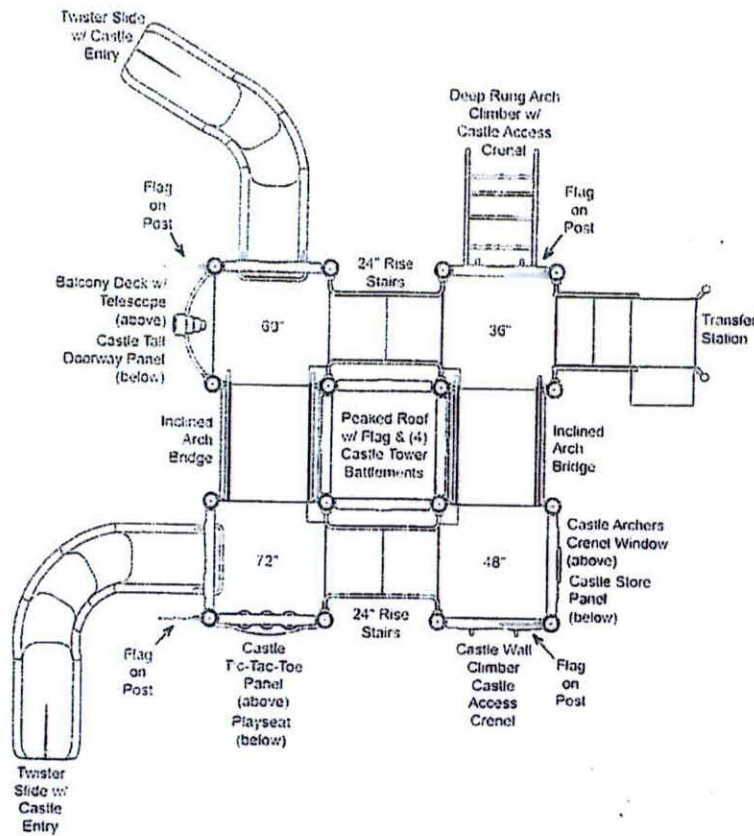 Twister Slide
w/ Castle
Entry
Deep Rung Arch
Climber w/
Castle Access
Crenel
Flag
on
Post
Flag
on
Post
24" Rise
Stairs
Balcony Deck w/
Telescope
(above)
Castle Tall
Doorway Panel
(below)
60"
36"
Transfer
Station
Inclined
Arch
Bridge
Peaked Roof
w/ Flag & (4)
Castle Tower
Battlements
Inclined
Arch
Bridge
72"
48"
Castle Archers
Crenel Window
(above)
Castle Store
Panel
(below)
24" Rise
Stairs
Flag
on
Post
Castle
Tic-Tac-Toe
Panel
(above)
Playseat
(below)
Castle Wall
Climber
Castle
Access
Crenel
Flag
on
Post
Twister
Slide w/
Castle
Entry